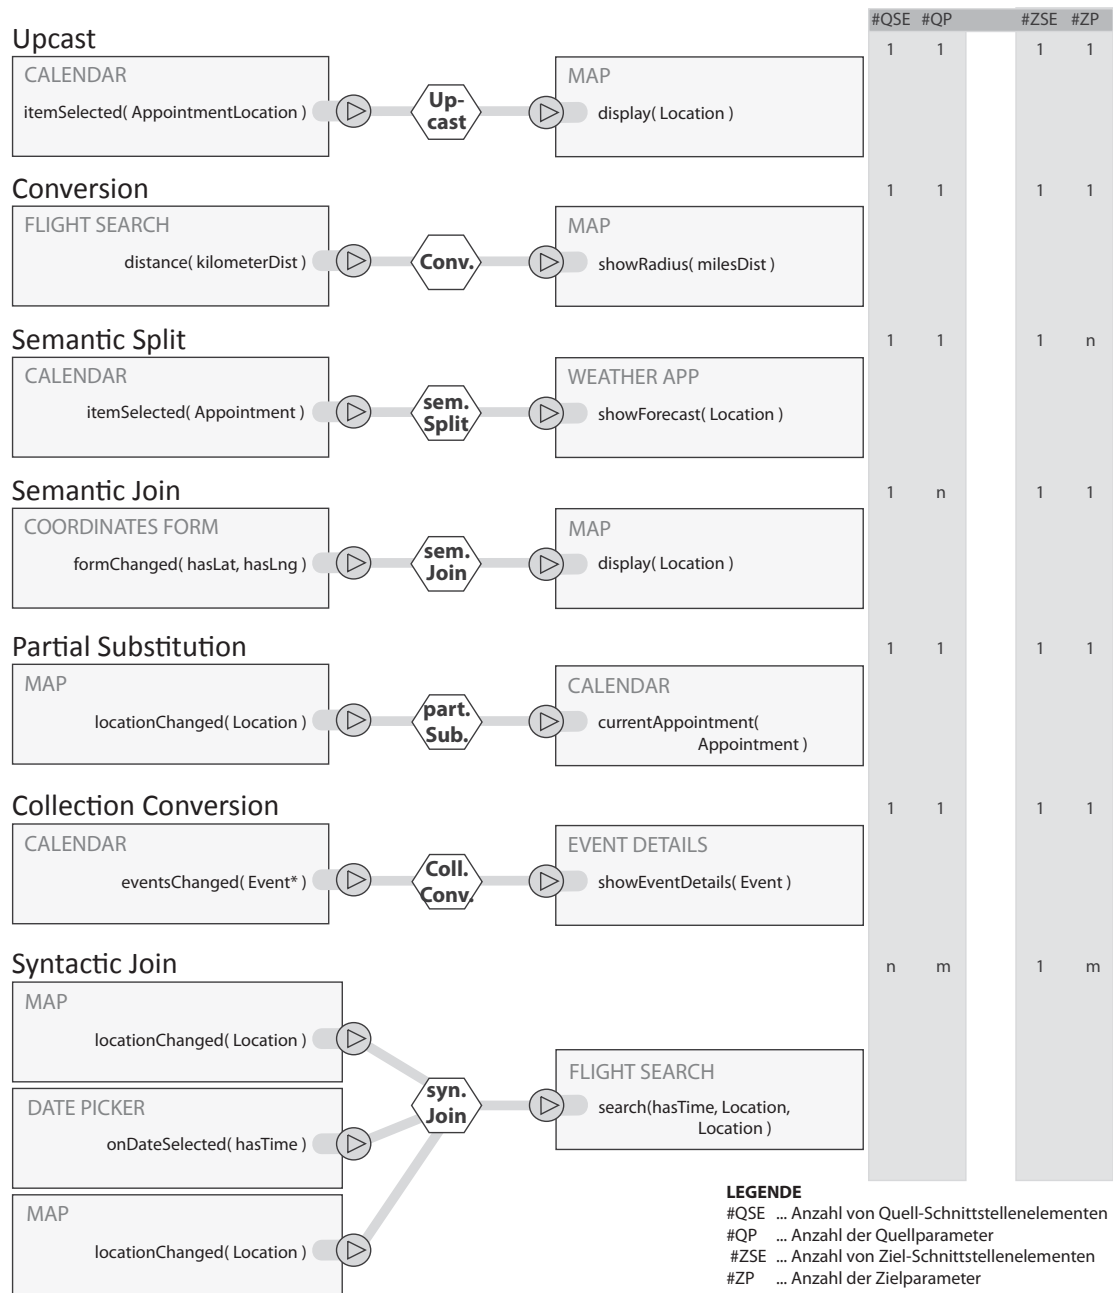 #QSE #QP #ZSE #ZP
Upcast
1 1 1 1
CALENDAR
itemSelected( AppointmentLocation )
Up-
cast
MAP
display( Location )
Conversion
1 1 1 1
FLIGHT SEARCH
distance( kilometerDist )
Conv.
MAP
showRadius( milesDist )
Semantic Split
1 1 1 n
CALENDAR
itemSelected( Appointment )
sem.
Split
WEATHER APP
showForecast( Location )
Semantic Join
1 n 1 1
COORDINATES FORM
formChanged( hasLat, hasLng )
sem.
Join
MAP
display( Location )
Partial Substitution
1 1 1 1
MAP
locationChanged( Location )
part.
Sub.
CALENDAR
currentAppointment(
Appointment )
Collection Conversion
1 1 1 1
CALENDAR
eventsChanged( Event* )
Coll.
Conv.
EVENT DETAILS
showEventDetails( Event )
Syntactic Join
n m 1 m
MAP
locationChanged( Location )
DATE PICKER
onDateSelected( hasTime )
MAP
locationChanged( Location )
syn.
Join
FLIGHT SEARCH
search(hasTime, Location,
Location )
LEGENDE
#QSE ... Anzahl von Quell-Schnittstellenelementen
#QP ... Anzahl der Quellparameter
#ZSE ... Anzahl von Ziel-Schnittstellenelementen
#ZP ... Anzahl der Zielparameter